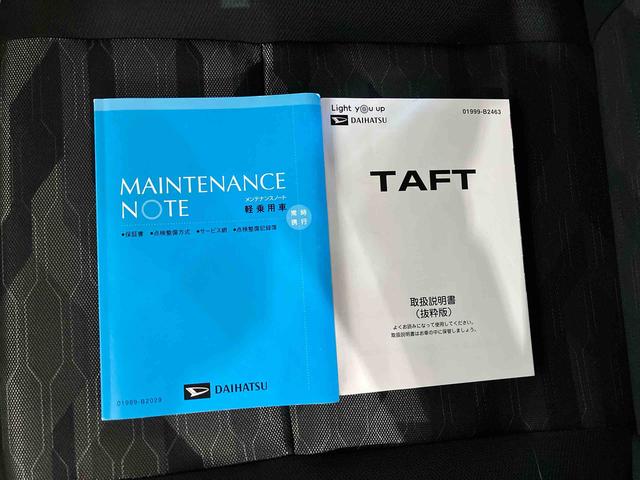 MAINTENANCE
NOTE
メンテナンスノート
軽乗用車
常時
携行
●保証書 ●点検整備方式 ●サービス網 ●点検整備記録簿
DAIHATSU
01999-B2029
Light you up
DAIHATSU
01999-B2463
TAFT
取扱説明書
(抜粋版)
よくお読みになって使用してください。
取扱説明書はお車の中に保管しましょう。